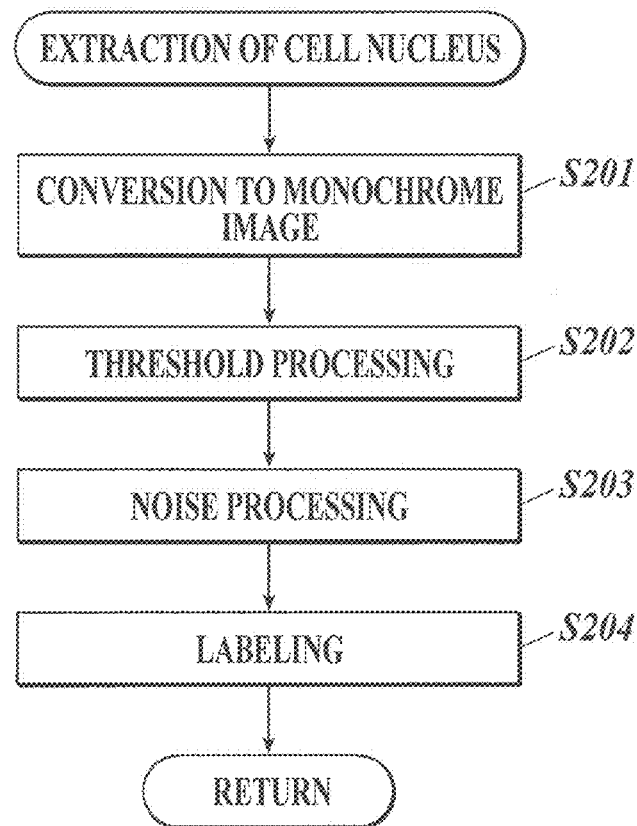 EXTRACTION OF CELL NUCLEUS
CONVERSION TO MONOCHROME
IMAGE
S201
THRESHOLD PROCESSING
S202
NOISE PROCESSING
S203
LABELING
S204
RETURN